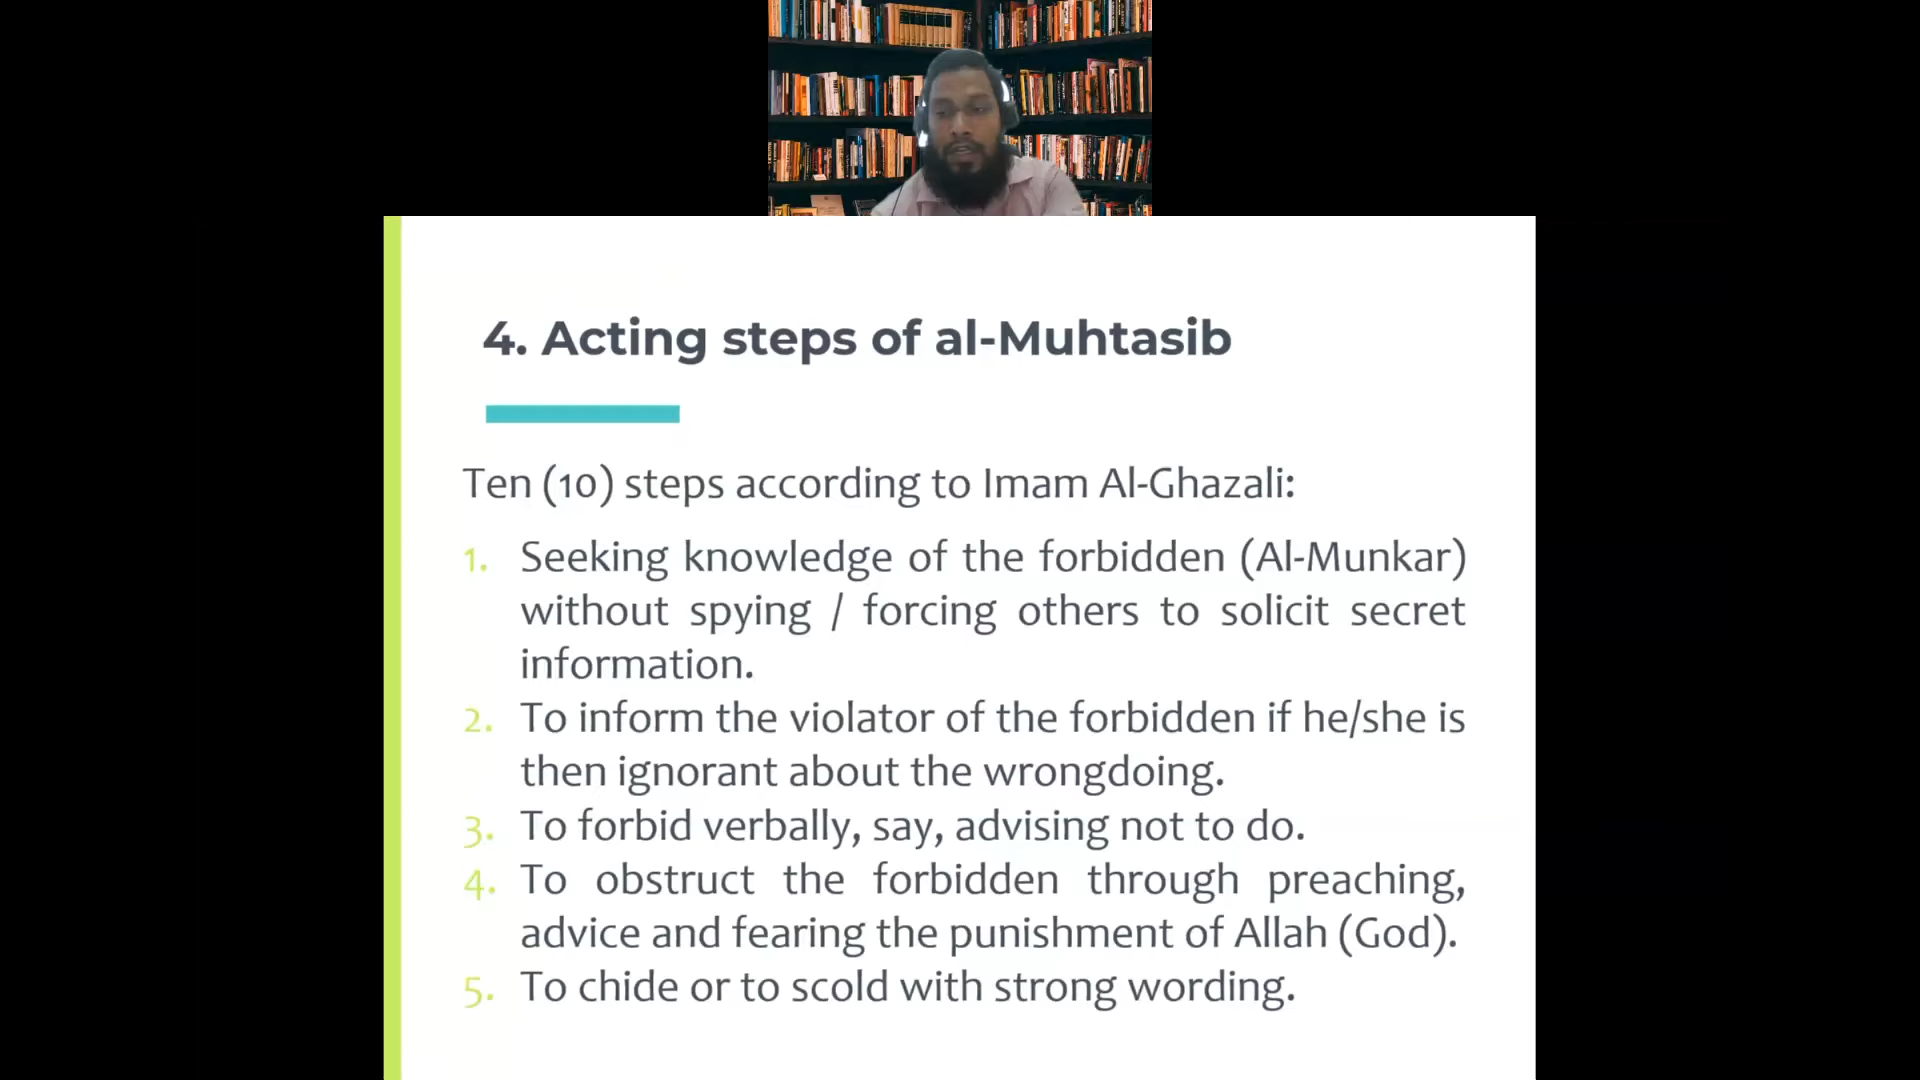 4. Acting steps of al-Muhtasib
Ten (10) steps according to Imam Al-Ghazali:
1. Seeking knowledge of the forbidden (Al-Munkar)
without spying / forcing others to solicit secret
information.
2. To inform the violator of the forbidden if he/she is
then ignorant about the wrongdoing.
3. To forbid verbally, say, advising not to do.
4. To obstruct the forbidden through preaching,
advice and fearing the punishment of Allah (God).
5. To chide or to scold with strong wording.